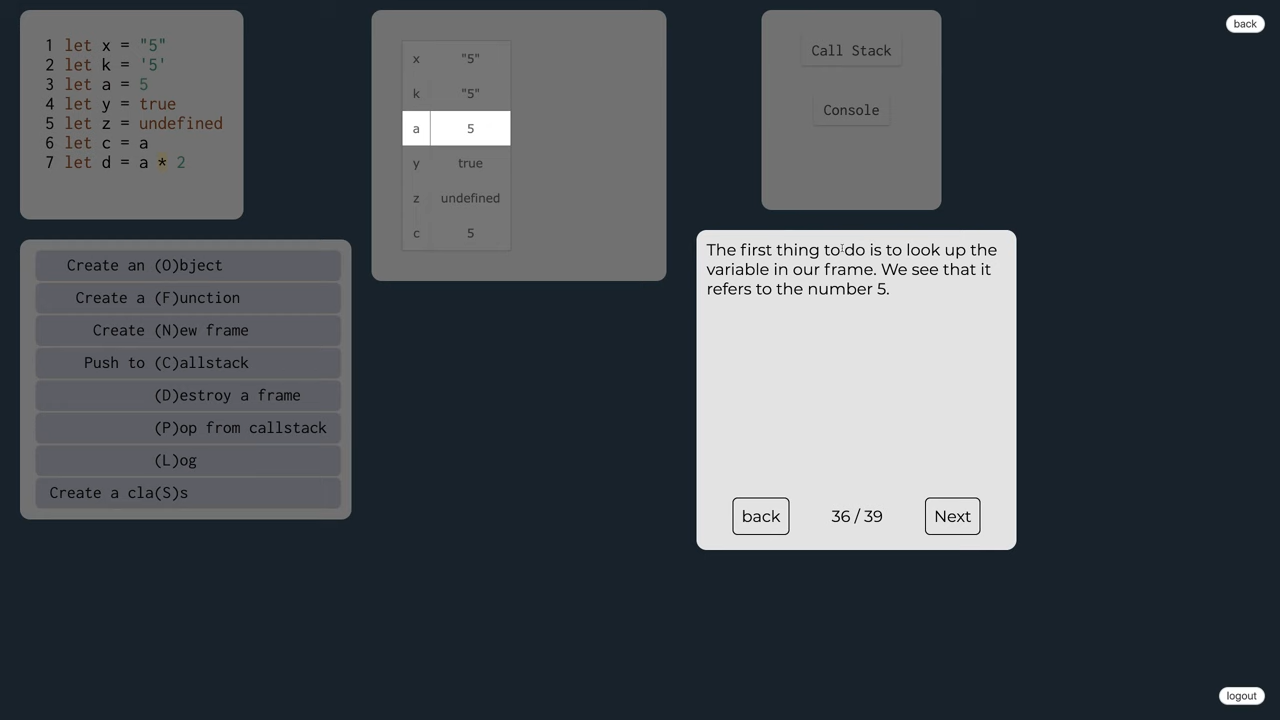 back
1 let x = "5"
2 let k = '5'
3 let a = 5
4 let y = true
5 let z = undefined
6 let c = a
7 let d = a * 2
x "5"
k "5"
a 5
y true
z undefined
c 5
Call Stack
Console
Create an (O)bject
Create a (F)unction
Create (N)ew frame
Push to (C)allstack
(D)estroy a frame
(P)op from callstack
(L)og
Create a cla(S)s
The first thing to do is to look up the
variable in our frame. We see that it
refers to the number 5.
back 36 / 39 Next
logout